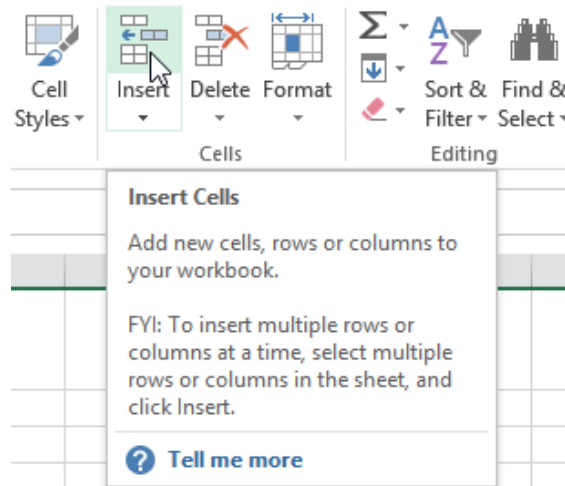 Cell
Styles
Insert
Delete
Format
Sort &
Filter
Find &
Select
Cells
Editing
Insert Cells
Add new cells, rows or columns to
your workbook.
FYI: To insert multiple rows or
columns at a time, select multiple
rows or columns in the sheet, and
click Insert.
Tell me more